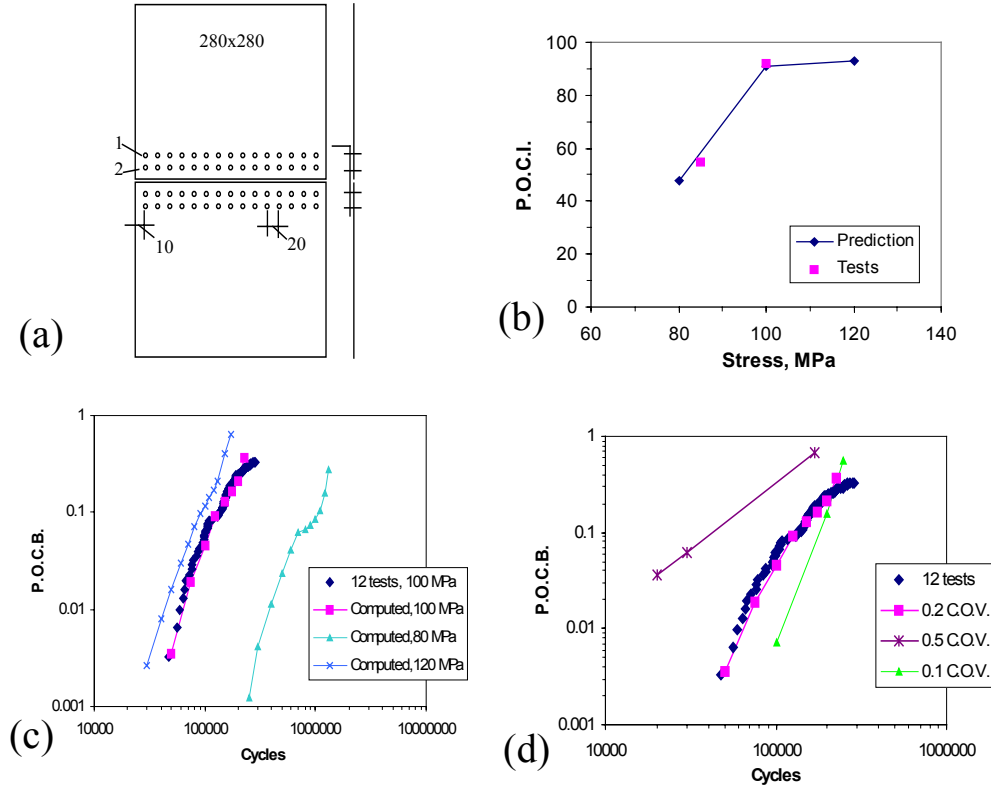 280x280
1
2
10
20
(a)
P.O.C.I.
100
80
60
40
20
0
60
80
100
120
140
Stress, MPa
Prediction
Tests
(b)
P.O.C.B.
1
0.1
0.01
0.001
10000
100000
1000000
10000000
Cycles
12 tests, 100 MPa
Computed,100 MPa
Computed,80 MPa
Computed,120 MPa
(c)
P.O.C.B.
1
0.1
0.01
0.001
10000
100000
1000000
Cycles
12 tests
0.2 C.O.V.
0.5 C.O.V.
0.1 C.O.V.
(d)